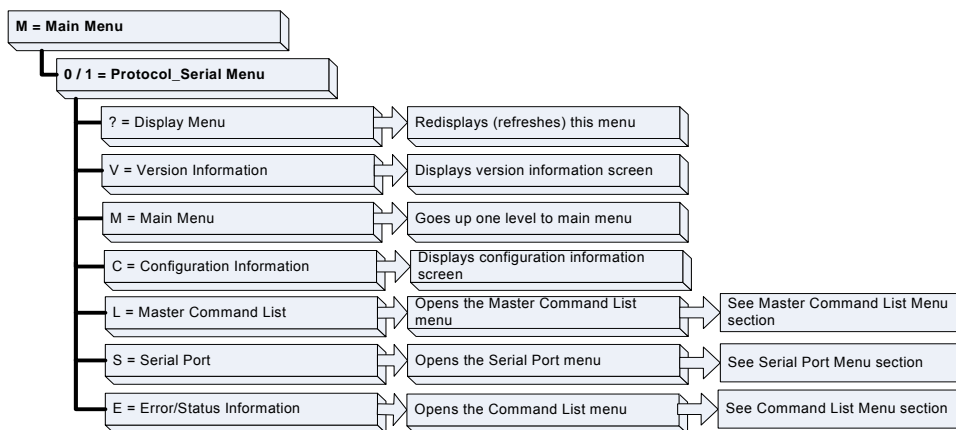 M = Main Menu
0 / 1 = Protocol_Serial Menu
? = Display Menu
Redisplays (refreshes) this menu
V = Version Information
Displays version information screen
M = Main Menu
Goes up one level to main menu
C = Configuration Information
Displays configuration information
screen
L = Master Command List
Opens the Master Command List
menu
See Master Command List Menu
section
S = Serial Port
Opens the Serial Port menu
See Serial Port Menu section
E = Error/Status Information
Opens the Command List menu
See Command List Menu section